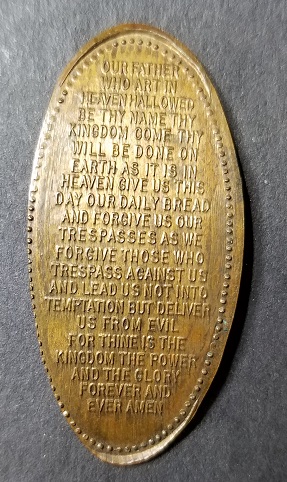 OUR FATHER
WHO ART IN
HEAVEN HALLOWED
BE THY NAME THY
KINGDOM COME THY
WILL BE DONE ON
EARTH AS IT IS IN
HEAVEN GIVE US THIS
DAY OUR DAILY BREAD
AND FORGIVE US OUR
TRESPASSES AS WE
FORGIVE THOSE WHO
TRESPASS AGAINST US
AND LEAD US NOT INTO
TEMPTATION BUT DELIVER
US FROM EVIL
FOR THINE IS THE
KINGDOM THE POWER
AND THE GLORY
FOREVER AND
EVER AMEN